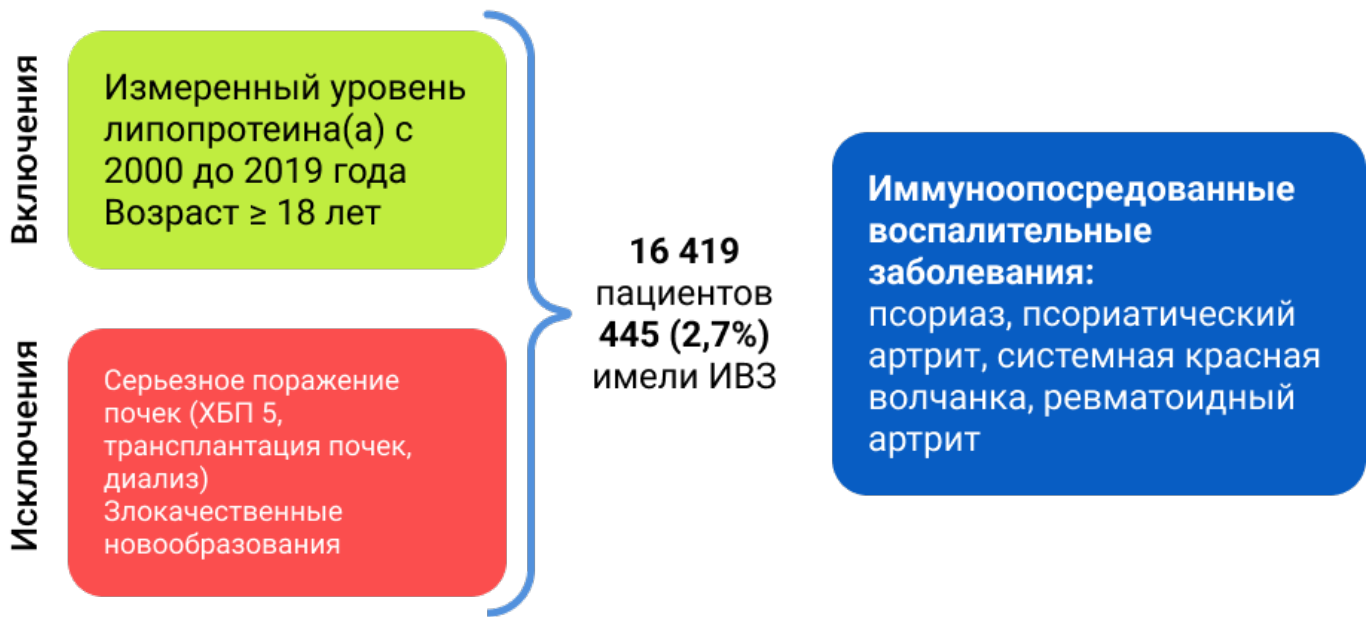 Включения
Измеренный уровень
липопротеина(а) с
2000 до 2019 года
Возраст ≥ 18 лет
Исключения
Серьезное поражение
почек (ХБП 5,
трансплантация почек,
диализ)
Злокачественные
новообразования
16 419
пациентов
445 (2,7%)
имели ИВЗ
Иммуноопосредованные
воспалительные
заболевания:
псориаз, псориатический
артрит, системная красная
волчанка, ревматоидный
артрит